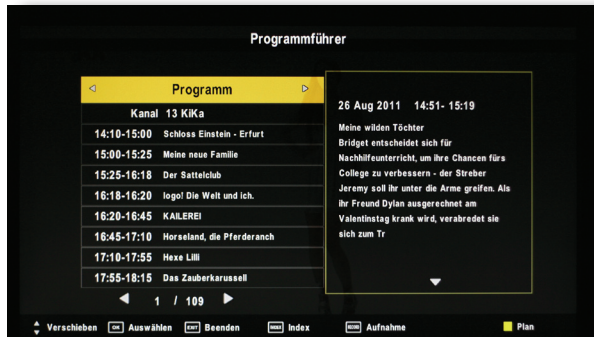 Programmführer
Programm
Kanal 13 KiKa
14:10-15:00 Schloss Einstein - Erfurt
15:00-15:25 Meine neue Familie
15:25-16:18 Der Sattelclub
16:18-16:20 logo! Die Welt und ich.
16:20-16:45 KAILEREI
16:45-17:10 Horseland, die Pferderanch
17:10-17:55 Hexe Lilli
17:55-18:15 Das Zauberkarussell
1 / 109
26 Aug 2011 14:51- 15:19
Meine wilden Töchter
Bridget entscheidet sich für
Nachhilfeunterricht, um ihre Chancen fürs
College zu verbessern - der Streber
Jeremy soll ihr unter die Arme greifen. Als
ihr Freund Dylan ausgerechnet am
Valentinstag krank wird, verabredet sie
sich zum Tr
Verschieben OK Auswählen EXIT Beenden Index RECORD Aufnahme Plan